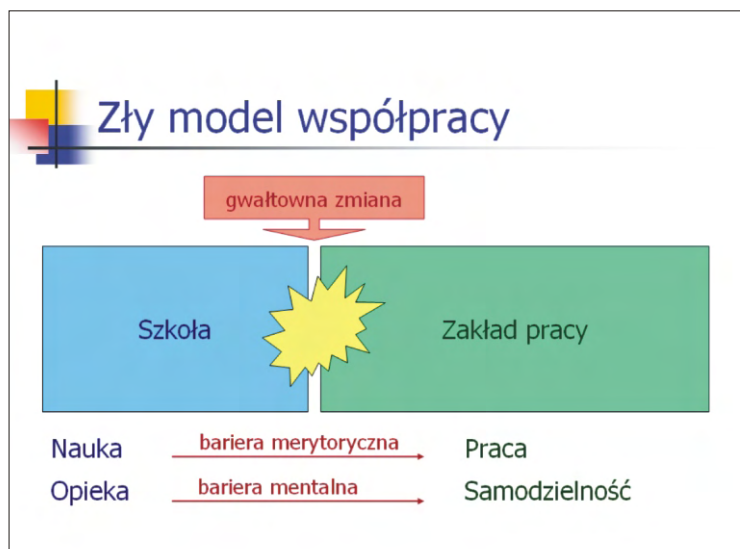 Zły model współpracy
gwałtowna zmiana
Szkoła
Zakład pracy
Nauka bariera merytoryczna Praca
Opieka bariera mentalna Samodzielność